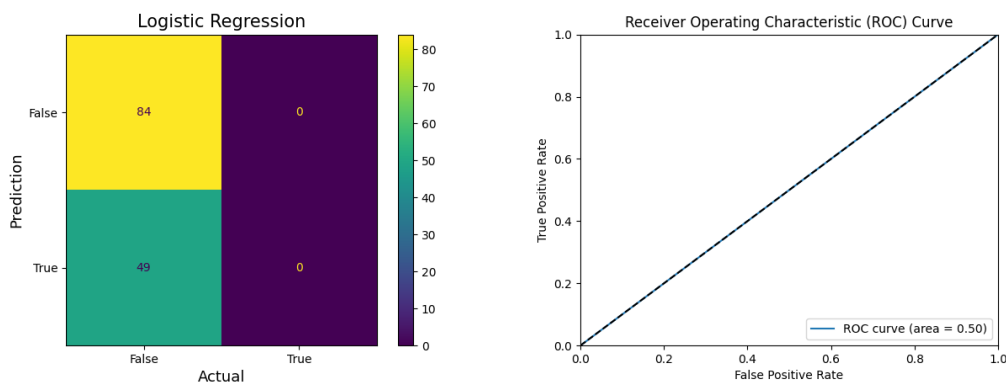 Logistic Regression
Prediction
False
True
84
0
49
0
False
True
Actual
80
70
60
50
40
30
20
10
0
Receiver Operating Characteristic (ROC) Curve
True Positive Rate
1.0
0.8
0.6
0.4
0.2
0.0
ROC curve (area = 0.50)
0.0
0.2
0.4
0.6
0.8
1.0
False Positive Rate